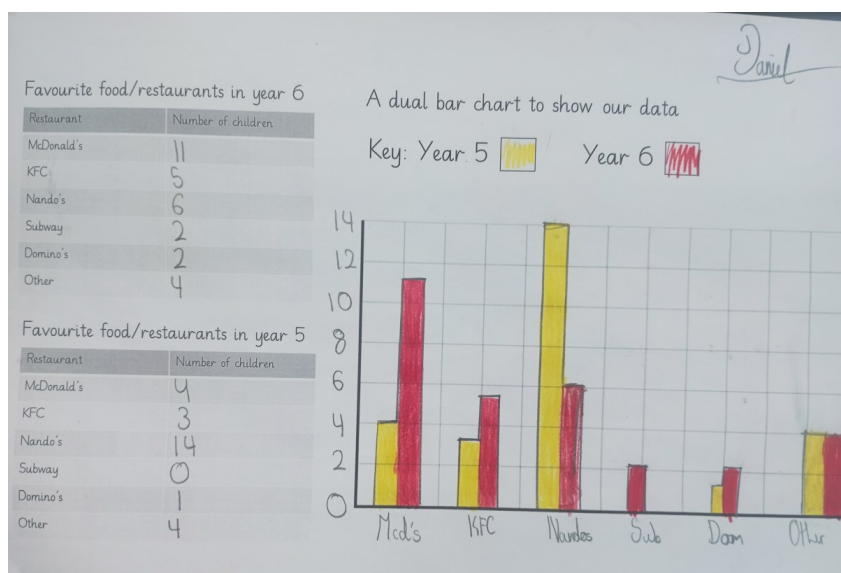 Daniel
Favourite food/restaurants in year 6
Restaurant Number of children
McDonald's 11
KFC 5
Nando's 6
Subway 2
Domino's 2
Other 4
Favourite food/restaurants in year 5
Restaurant Number of children
McDonald's 4
KFC 3
Nando's 14
Subway 0
Domino's 1
Other 4
A dual bar chart to show our data
Key: Year 5 Year 6
14
12
10
8
6
4
2
0
Mcd's KFC Nandos Sub Dom Other